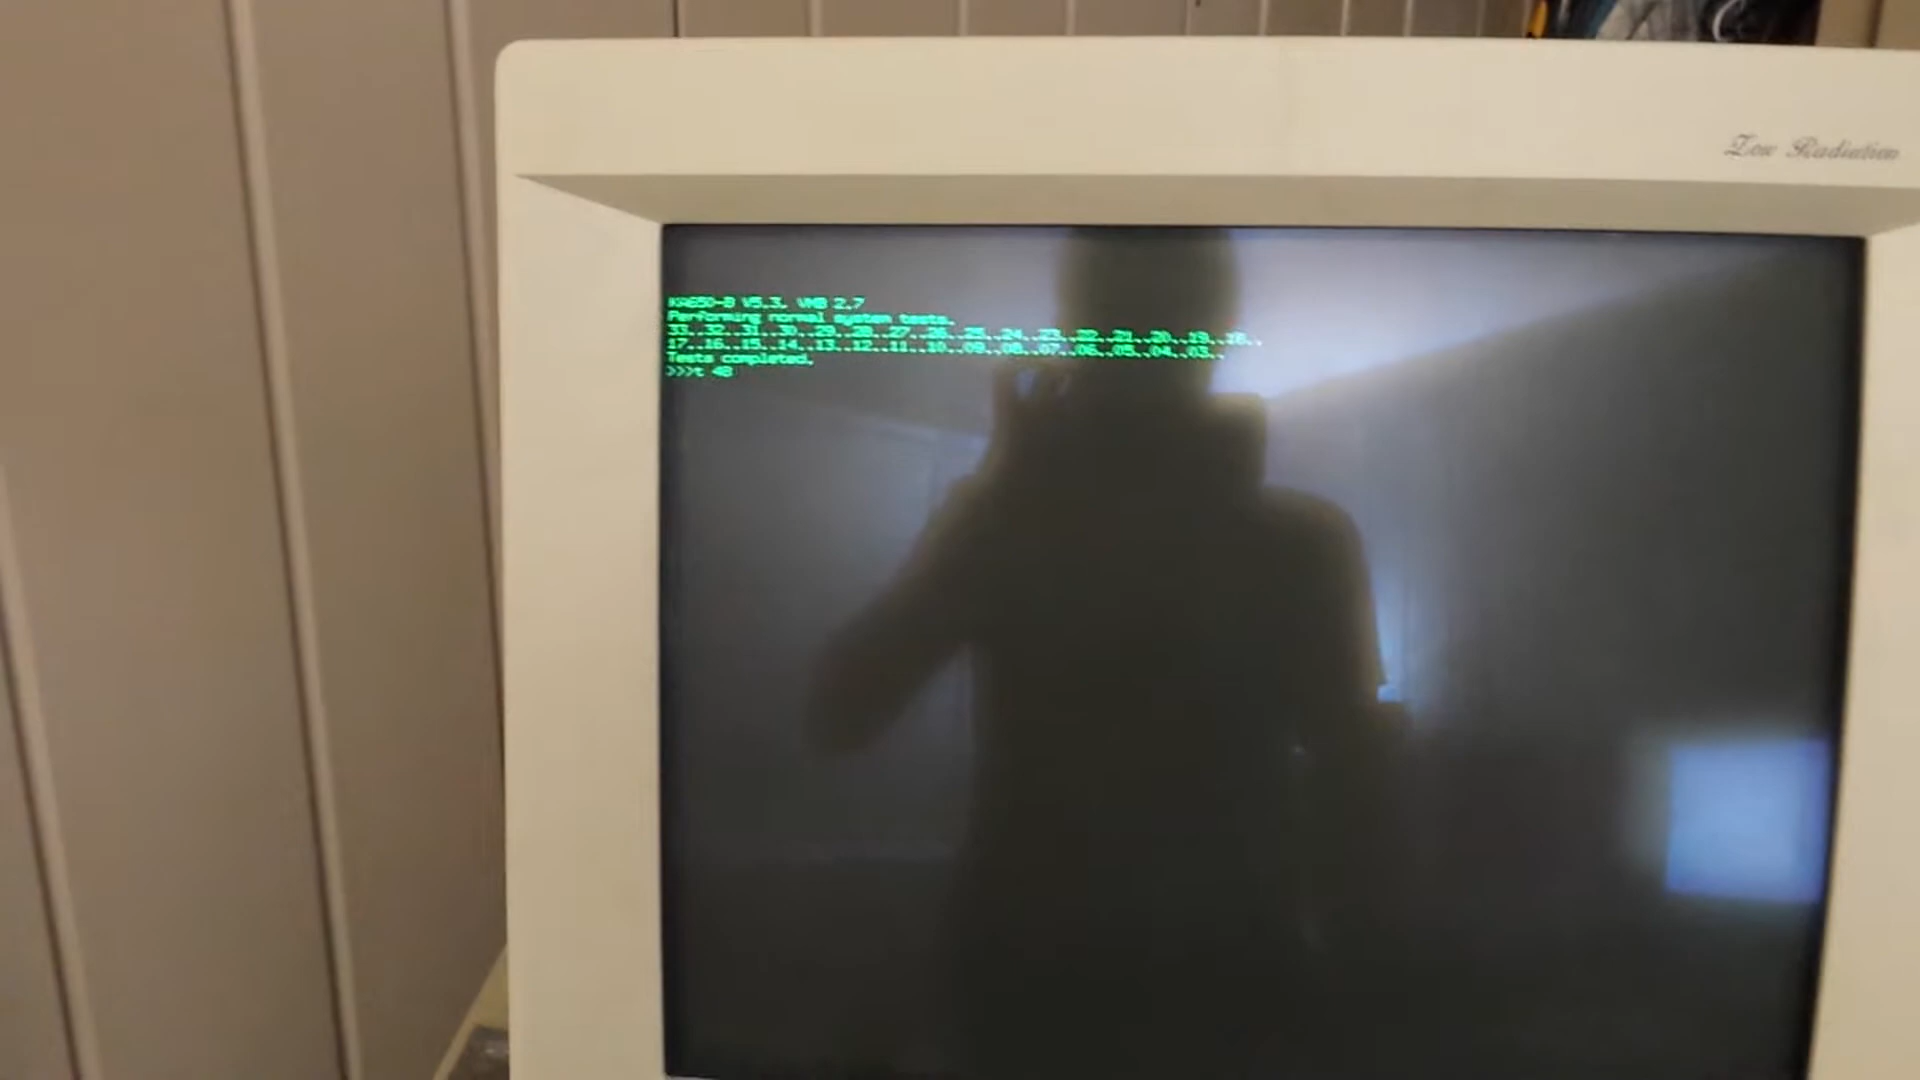 Low Radiation
KA650-B V5.3, VMB 2.7
Performing normal system tests.
33..32..31..30..29..28..27..26..25..24..23..22..21..20..19..18..
17..16..15..14..13..12..11..10..09..08..07..06..05..04..03..
Tests completed.
>>>t 48